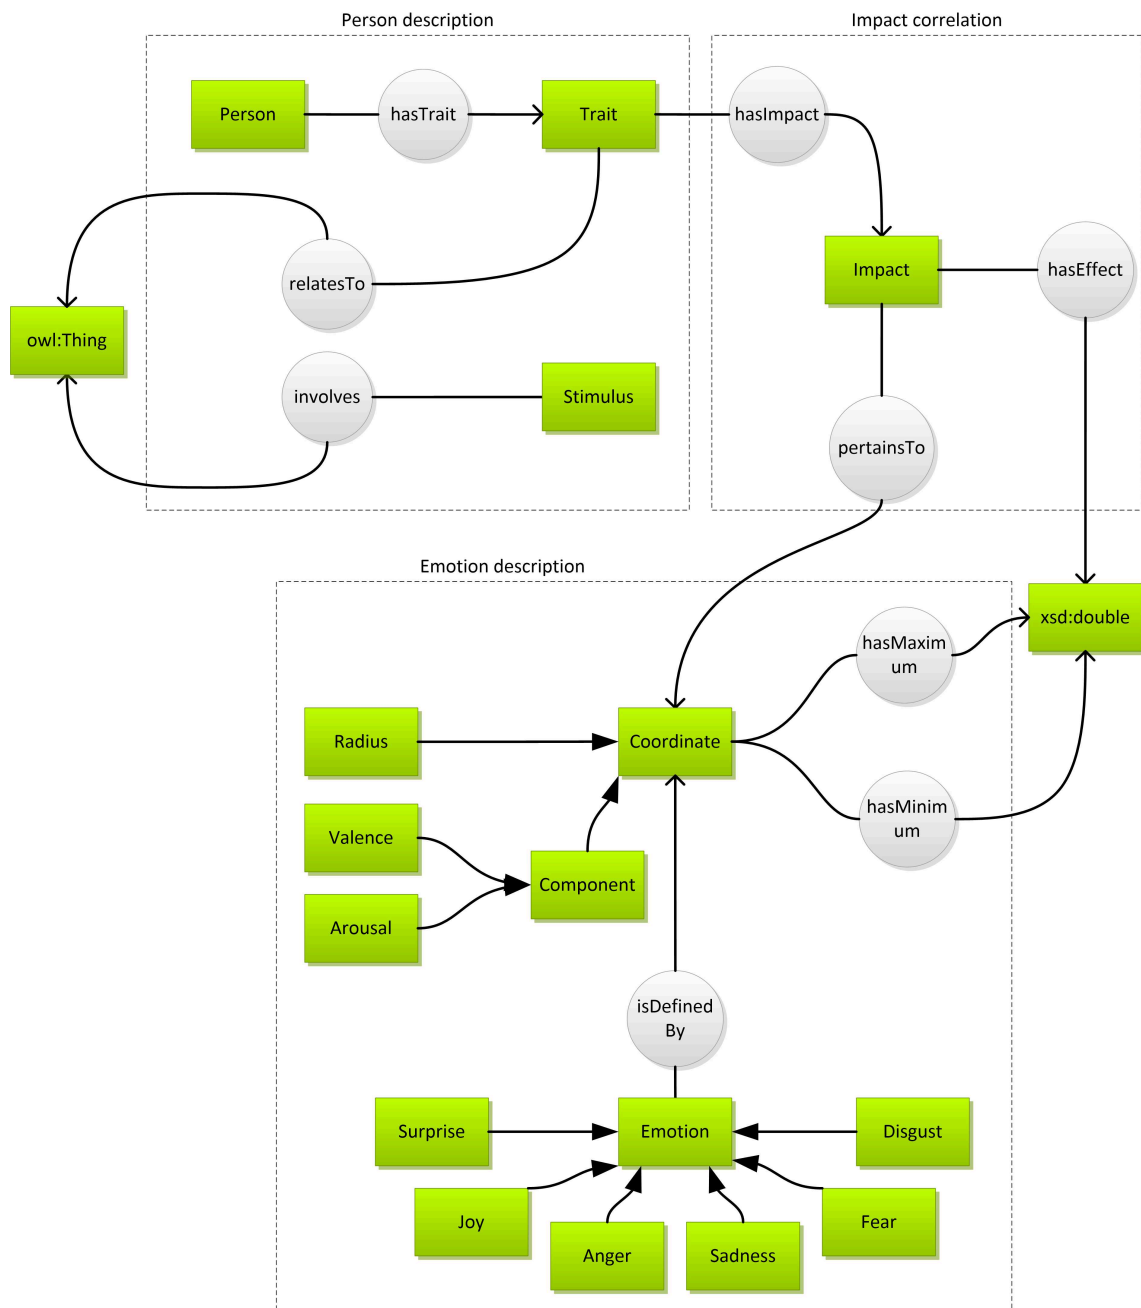 Person description
Impact correlation
Person
hasTrait
Trait
hasImpact
relatesTo
Impact
hasEffect
owl:Thing
involves
Stimulus
pertainsTo
Emotion description
xsd:double
hasMaxim
um
Radius
Coordinate
hasMinim
um
Valence
Component
Arousal
isDefined
By
Surprise
Emotion
Disgust
Joy
Fear
Anger
Sadness